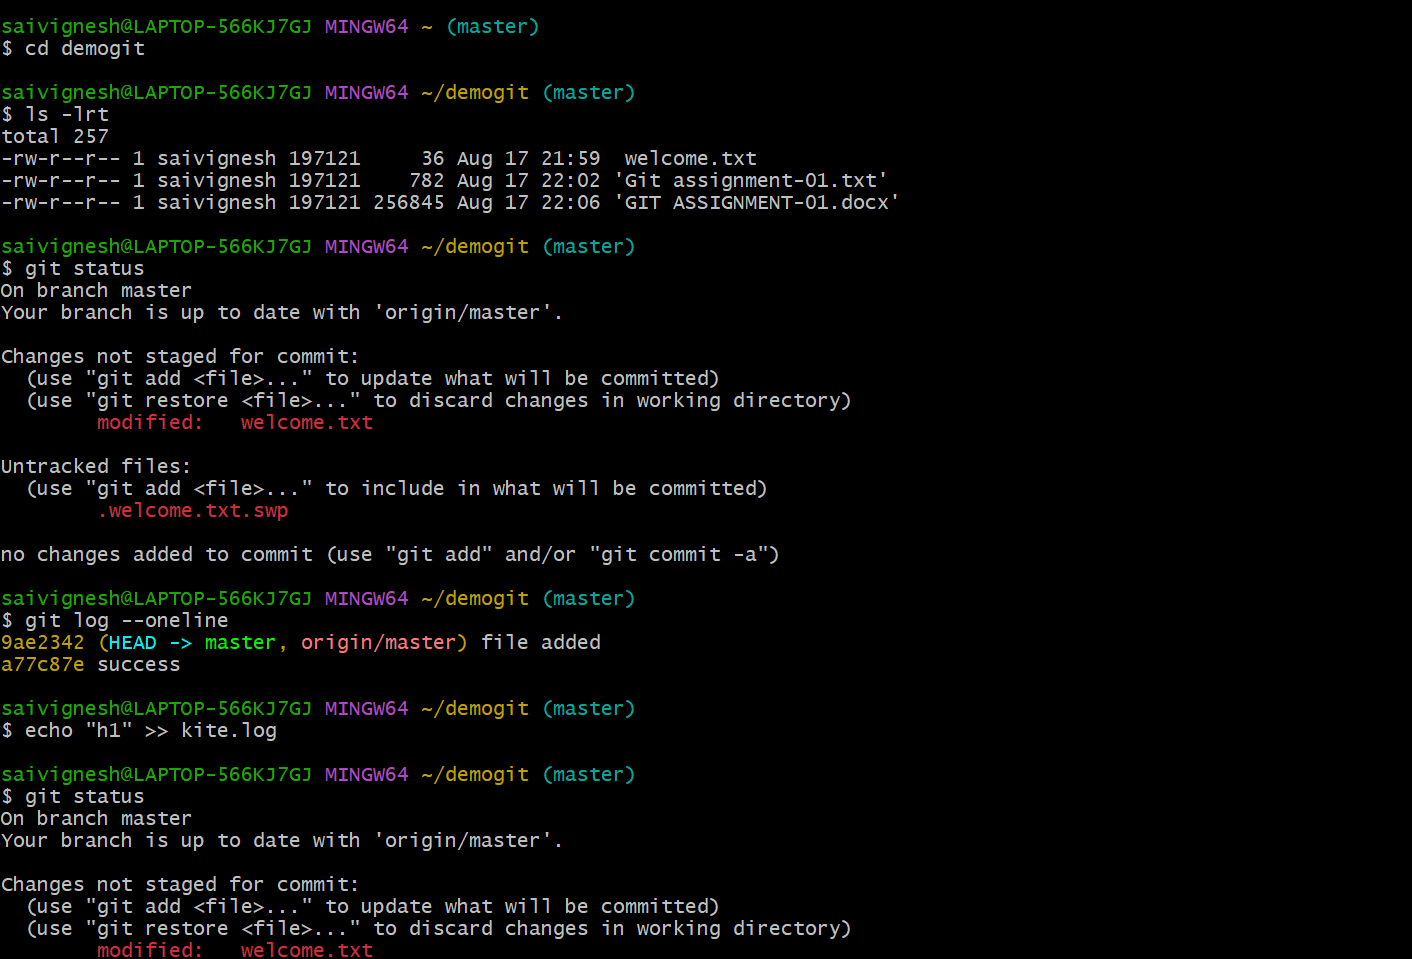 saivignesh@LAPTOP-566KJ7GJ MINGW64 ~ (master)
$ cd demogit

saivignesh@LAPTOP-566KJ7GJ MINGW64 ~/demogit (master)
$ ls -lrt
total 257
-rw-r--r-- 1 saivignesh 197121     36 Aug 17 21:59  welcome.txt
-rw-r--r-- 1 saivignesh 197121    782 Aug 17 22:02 'Git assignment-01.txt'
-rw-r--r-- 1 saivignesh 197121 256845 Aug 17 22:06 'GIT ASSIGNMENT-01.docx'

saivignesh@LAPTOP-566KJ7GJ MINGW64 ~/demogit (master)
$ git status
On branch master
Your branch is up to date with 'origin/master'.

Changes not staged for commit:
  (use "git add <file>..." to update what will be committed)
  (use "git restore <file>..." to discard changes in working directory)
        modified:   welcome.txt

Untracked files:
  (use "git add <file>..." to include in what will be committed)
        .welcome.txt.swp

no changes added to commit (use "git add" and/or "git commit -a")

saivignesh@LAPTOP-566KJ7GJ MINGW64 ~/demogit (master)
$ git log --oneline
9ae2342 (HEAD -> master, origin/master) file added
a77c87e success

saivignesh@LAPTOP-566KJ7GJ MINGW64 ~/demogit (master)
$ echo "h1" >> kite.log

saivignesh@LAPTOP-566KJ7GJ MINGW64 ~/demogit (master)
$ git status
On branch master
Your branch is up to date with 'origin/master'.

Changes not staged for commit:
  (use "git add <file>..." to update what will be committed)
  (use "git restore <file>..." to discard changes in working directory)
        modified:   welcome.txt